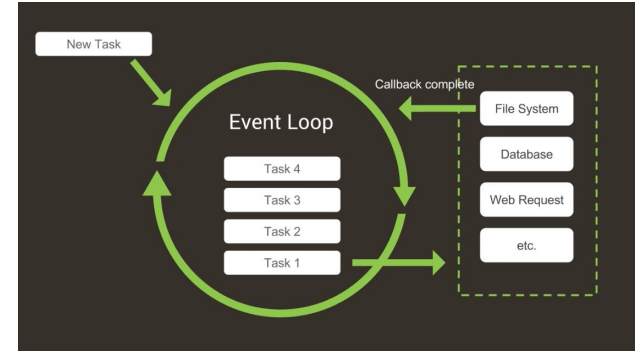 New Task
Callback complete
Event Loop
Task 4
Task 3
Task 2
Task 1
File System
Database
Web Request
etc.